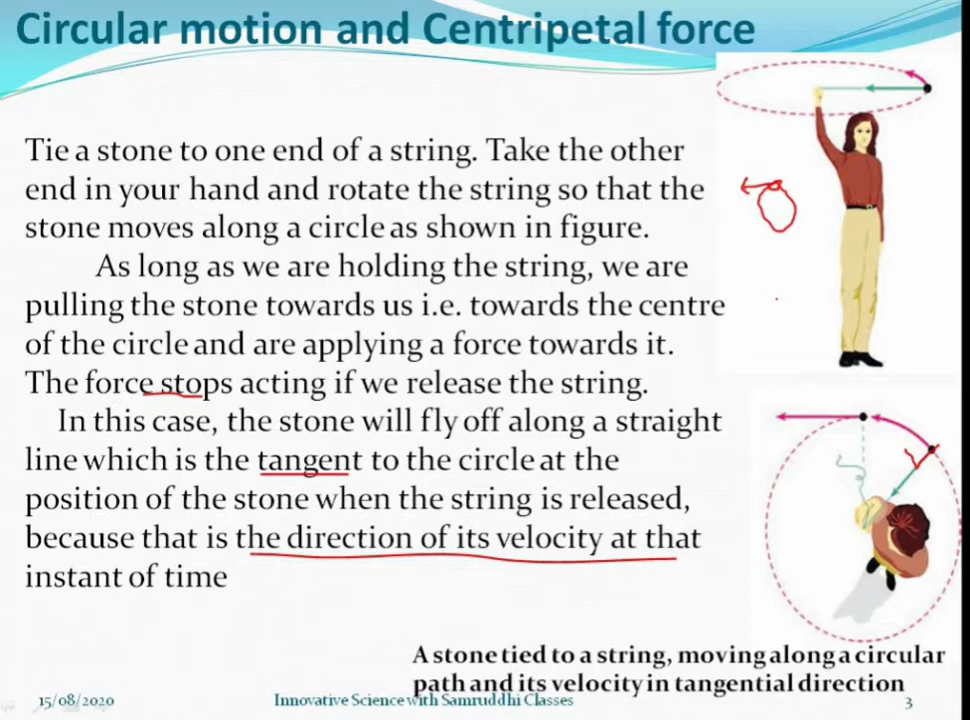 Circular motion and Centripetal force
Tie a stone to one end of a string. Take the other
end in your hand and rotate the string so that the
stone moves along a circle as shown in figure.
As long as we are holding the string, we are
pulling the stone towards us i.e. towards the centre
of the circle and are applying a force towards it.
The force stops acting if we release the string.
In this case, the stone will fly off along a straight
line which is the tangent to the circle at the
position of the stone when the string is released,
because that is the direction of its velocity at that
instant of time
A stone tied to a string, moving along a circular
path and its velocity in tangential direction
15/08/2020
Innovative Science with Samruddhi Classes
3